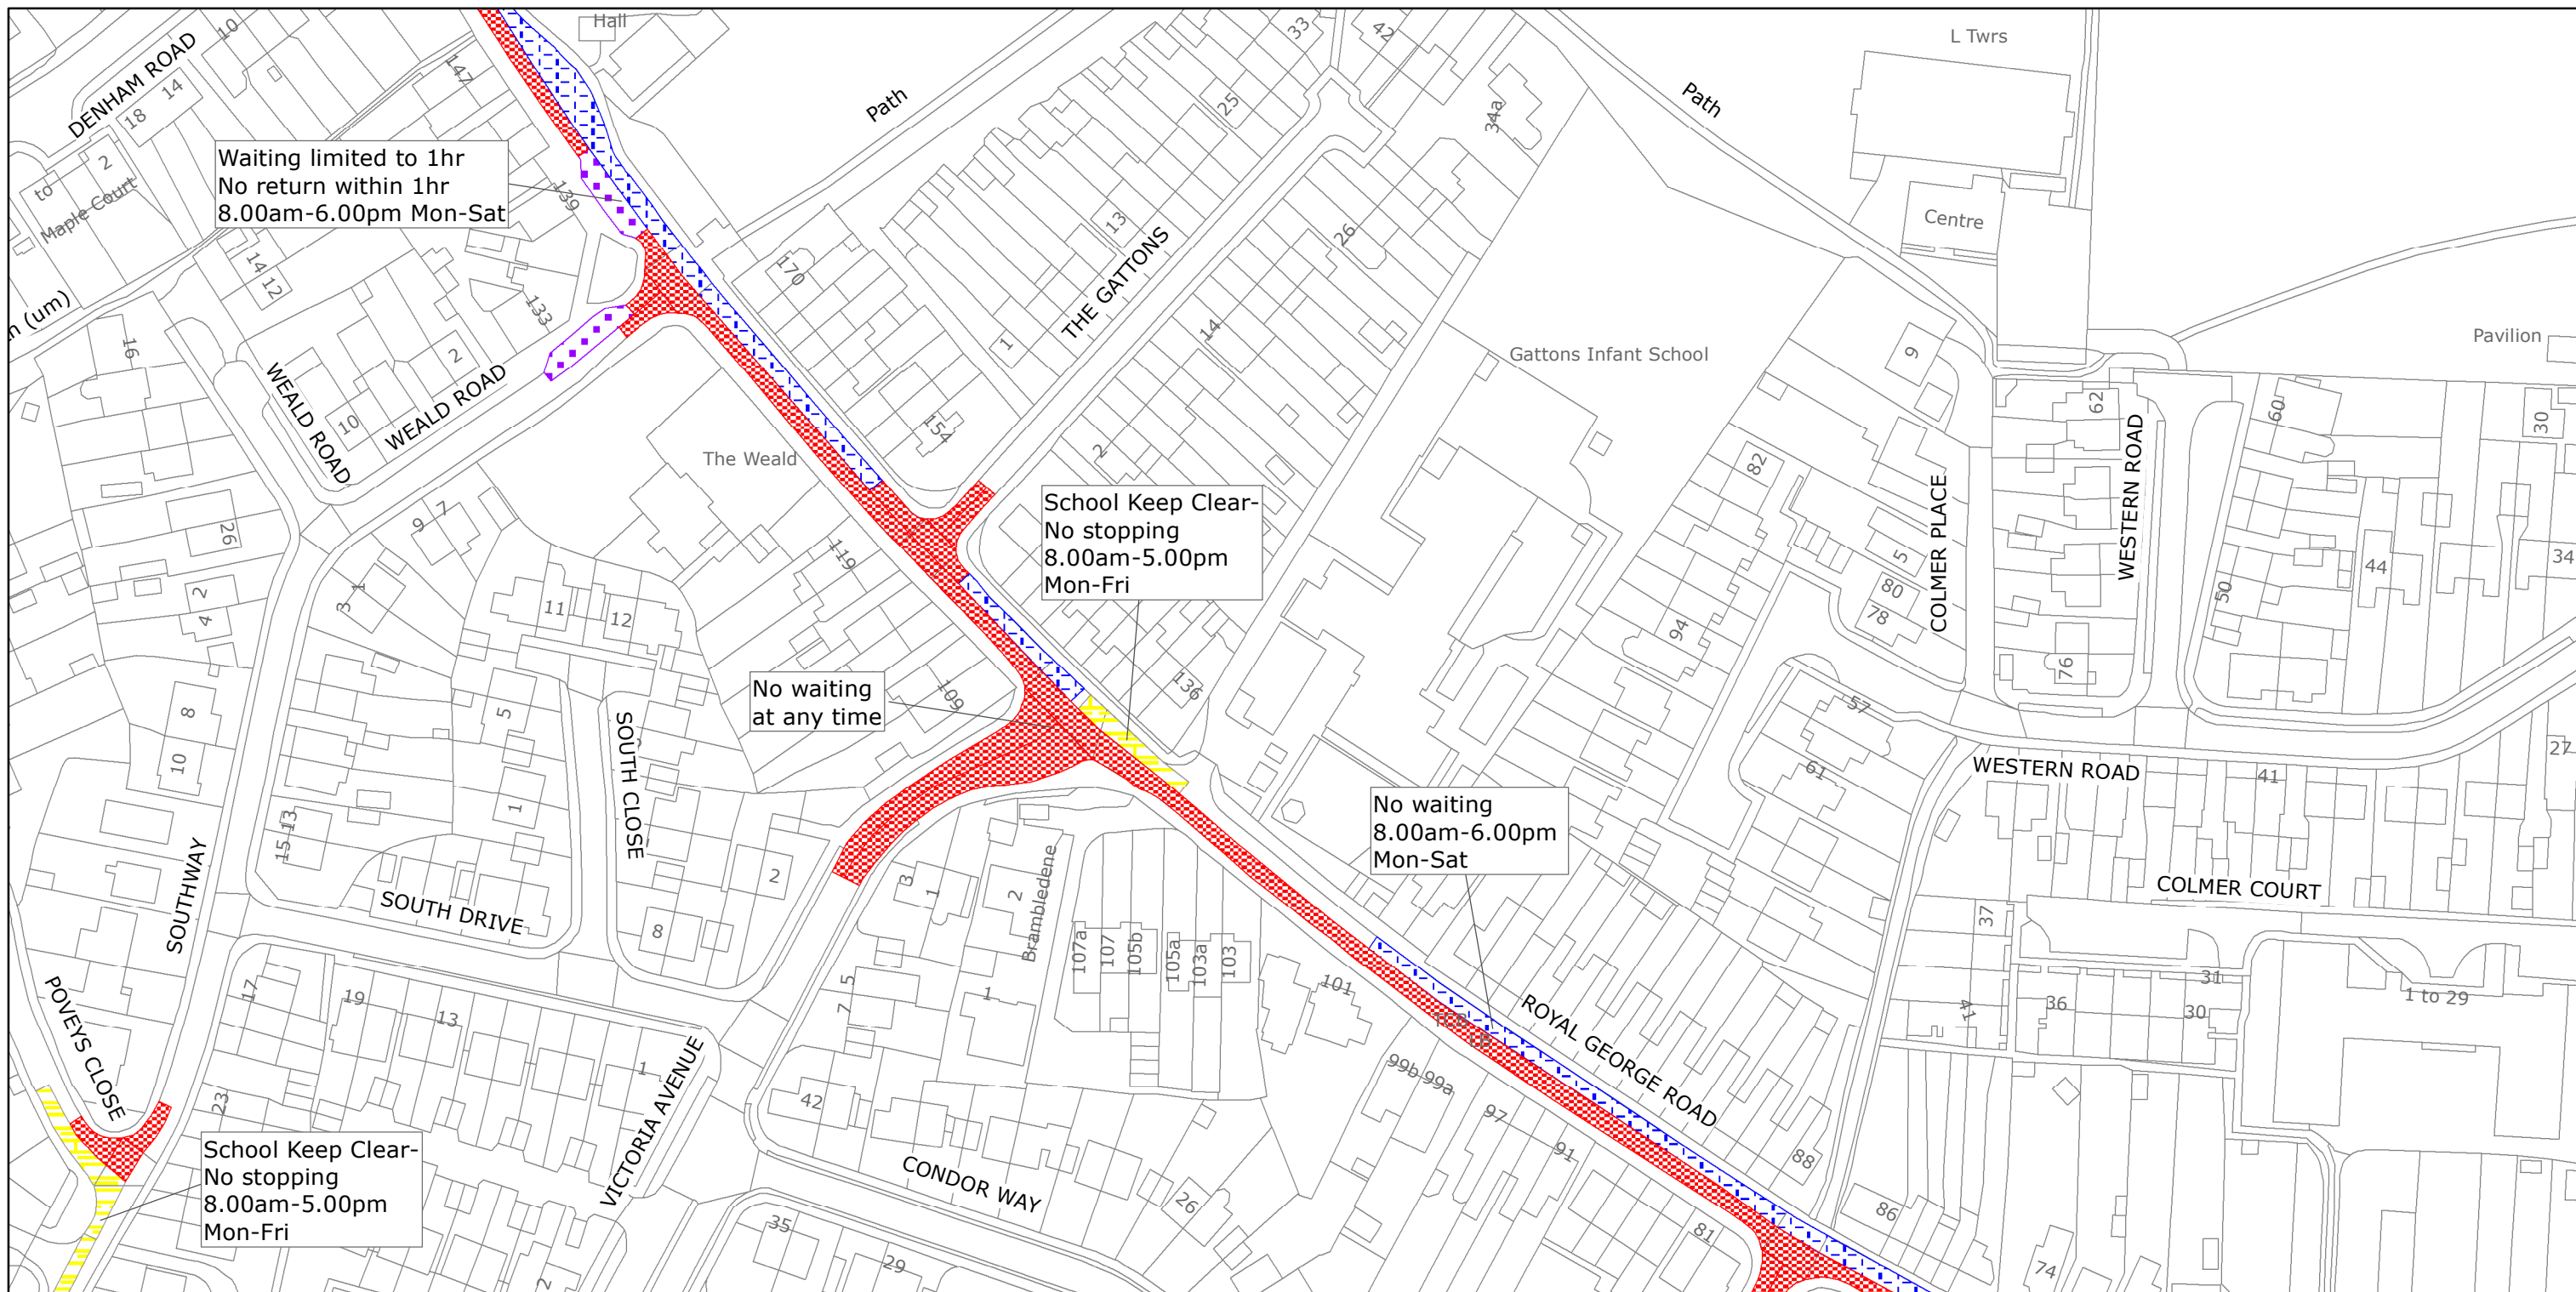 Hall
L Twrs
10
DENHAM ROAD
14
18
147
33
42
Path
Path
25
34a
2
to
Maple Court
Waiting limited to 1hr
No return within 1hr
8.00am-6.00pm Mon-Sat
139
13
26
Centre
14
12
170
THE GATTONS
(um)
133
16
2
WEALD ROAD
WEALD ROAD
10
1
14
Gattons Infant School
9
Pavilion
62
60
30
154
2
The Weald
82
COLMER PLACE
WESTERN ROAD
School Keep Clear-
No stopping
8.00am-5.00pm
Mon-Fri
9
7
26
119
5
80
78
44
34
50
3
1
2
4
11
12
94
76
136
109
No waiting
at any time
8
5
10
SOUTH CLOSE
57
61
WESTERN ROAD
41
27
1
15
13
SOUTHWAY
SOUTH DRIVE
2
8
3
1
2
Brambledene
No waiting
8.00am-6.00pm
Mon-Sat
COLMER COURT
37
107a
107
105b
105a
103a
103
101
31
1 to 29
36
30
41
17
19
13
5
7
1
POVEYS CLOSE
VICTORIA AVENUE
1
ROYAL GEORGE ROAD
99b
99a
97
91
88
23
42
School Keep Clear-
No stopping
8.00am-5.00pm
Mon-Fri
CONDOR WAY
26
35
29
2
81
86
74